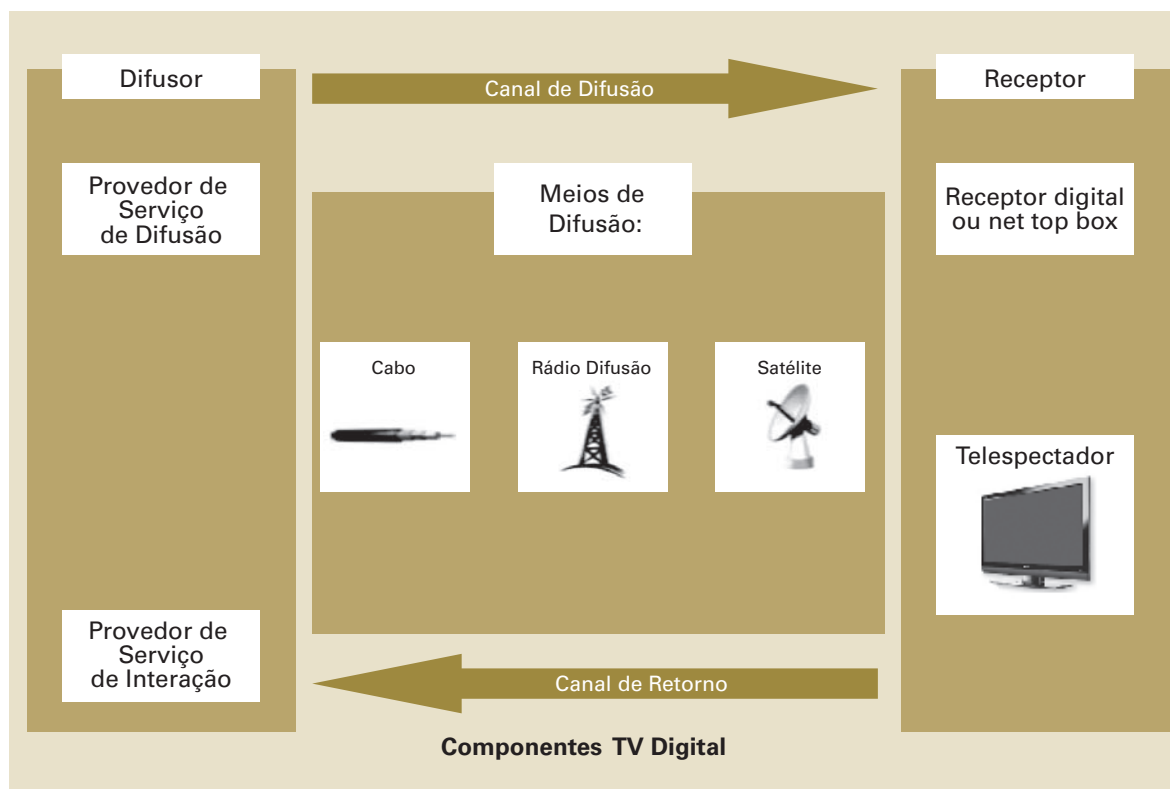 Difusor
Canal de Difusão
Receptor
Provedor de
Serviço
de Difusão
Meios de
Difusão:
Receptor digital
ou net top box
Cabo
Rádio Difusão
Satélite
Telespectador
Provedor de
Serviço
de Interação
Canal de Retorno
Componentes TV Digital